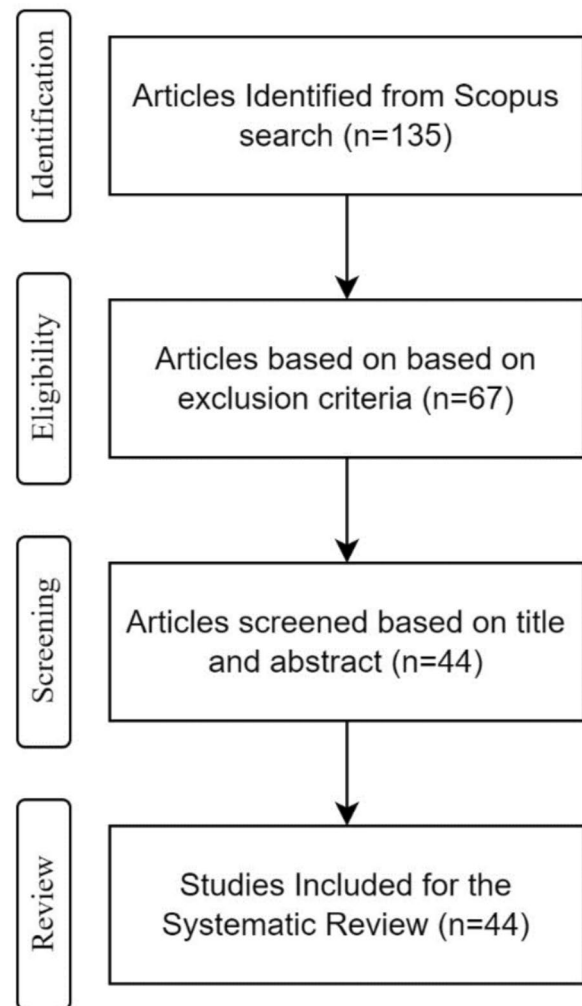 Identification
Articles Identified from Scopus
search (n=135)
Eligibility
Articles based on based on
exclusion criteria (n=67)
Screening
Articles screened based on title
and abstract (n=44)
Review
Studies Included for the
Systematic Review (n=44)